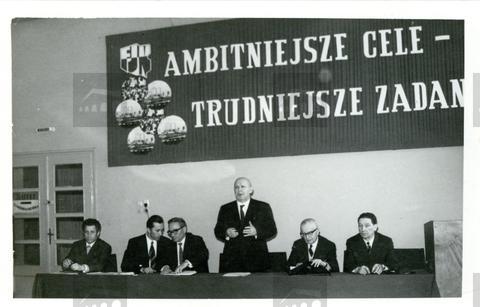 AMBITNIEJSZE CELE –
TRUDNIEJSZE ZADAN